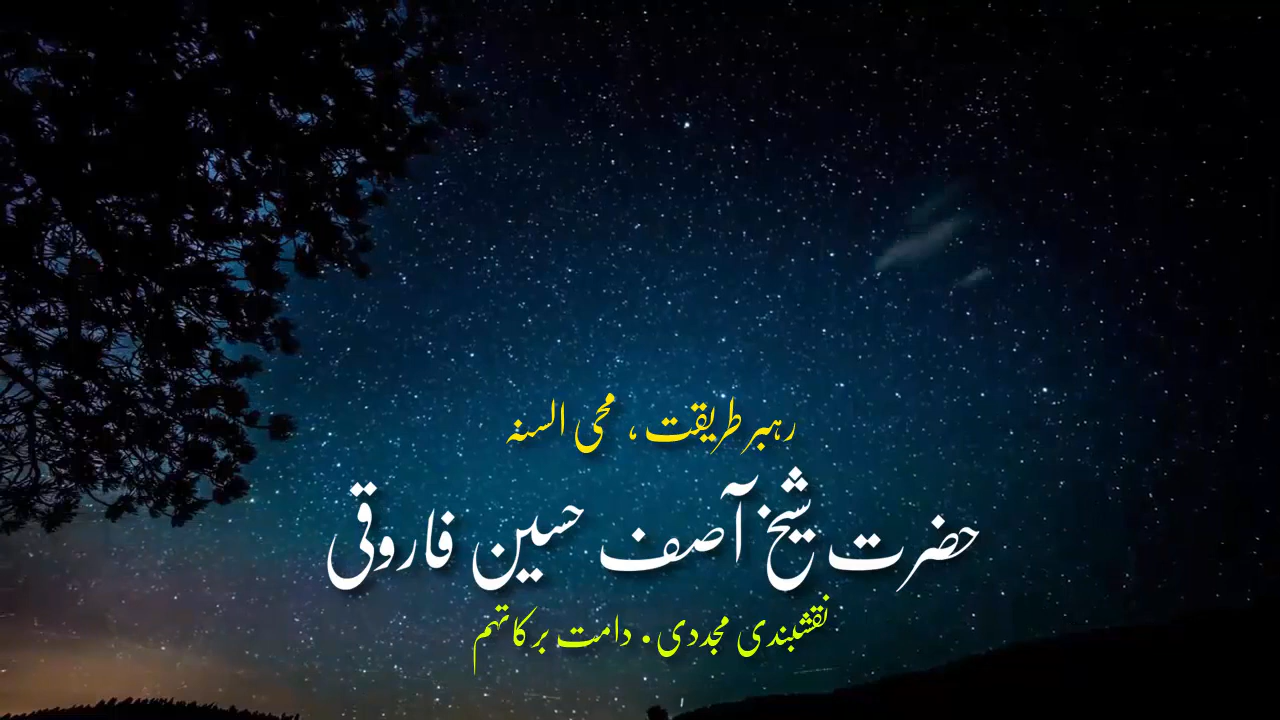 رہبر طریقت ، محی السنہ
حضرت شیخ آصف حسین فاروقی
نقشبندی مجددی . دامت برکاتہم